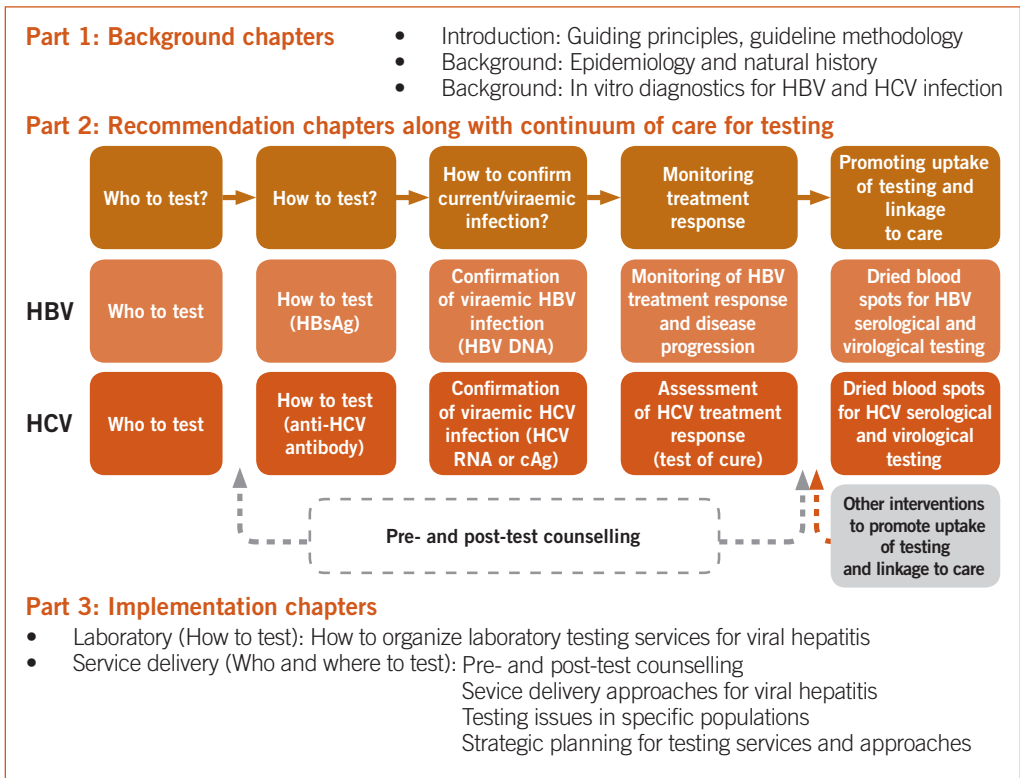 Part 1: Background chapters
• Introduction: Guiding principles, guideline methodology
• Background: Epidemiology and natural history
• Background: In vitro diagnostics for HBV and HCV infection
Part 2: Recommendation chapters along with continuum of care for testing
Who to test?
How to test?
How to confirm
current/viraemic
infection?
Monitoring
treatment
response
Promoting uptake
of testing and
linkage
to care
HBV
Who to test
How to test
(HBsAg)
Confirmation
of viraemic HBV
infection
(HBV DNA)
Monitoring of HBV
treatment response
and disease
progression
Dried blood
spots for HBV
serological and
virological testing
HCV
Who to test
How to test
(anti-HCV
antibody)
Confirmation
of viraemic HCV
infection (HCV
RNA or cAg)
Assessment
of HCV treatment
response
(test of cure)
Dried blood spots
for HCV serological
and virological
testing
Pre- and post-test counselling
Other interventions
to promote uptake
of testing
and linkage to care
Part 3: Implementation chapters
• Laboratory (How to test): How to organize laboratory testing services for viral hepatitis
• Service delivery (Who and where to test): Pre- and post-test counselling
Sevice delivery approaches for viral hepatitis
Testing issues in specific populations
Strategic planning for testing services and approaches